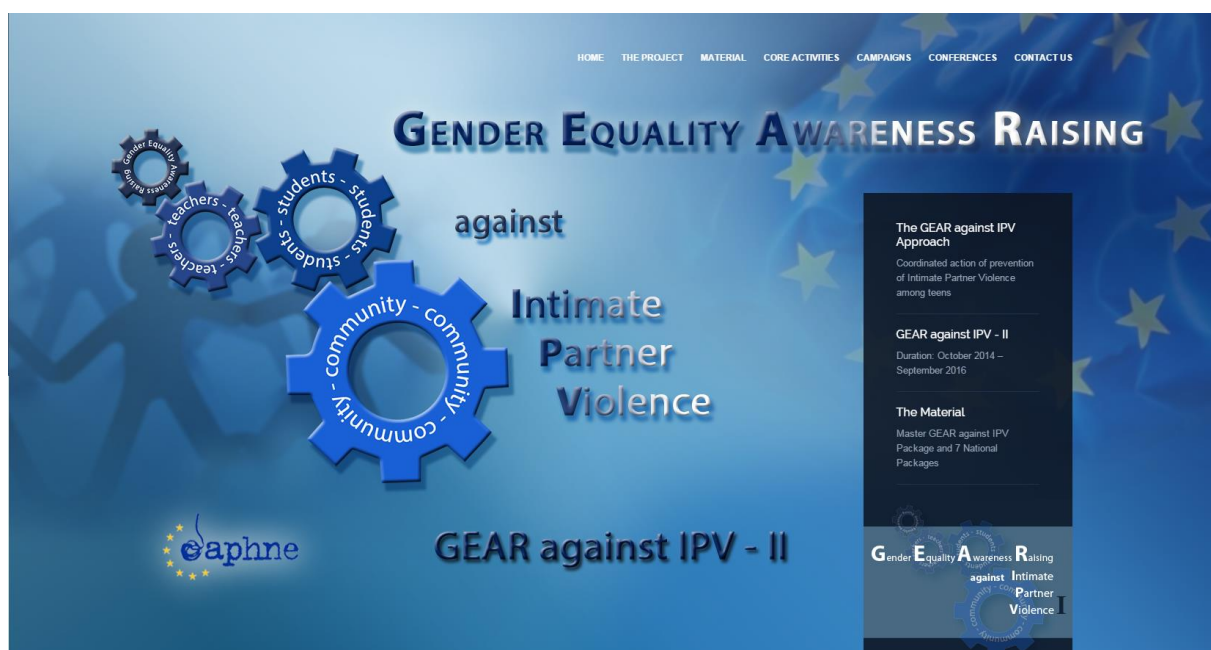 HOME THE PROJECT MATERIAL CORE ACTIVITIES CAMPAIGNS CONFERENCES CONTACT US
GENDER EQUALITY AWARENESS RAISING
against
Intimate
Partner
Violence
Gender Equality Awareness Raising
teachers - teachers - teachers -
students - students - students -
community - community - community -
The GEAR against IPV
Approach
Coordinated action of prevention
of Intimate Partner Violence
among teens
GEAR against IPV - II
Duration: October 2014 –
September 2016
The Material
Master GEAR against IPV
Package and 7 National
Packages
daphne
GEAR against IPV - II
Gender Equality Awareness Raising
against Intimate
Partner
Violence I